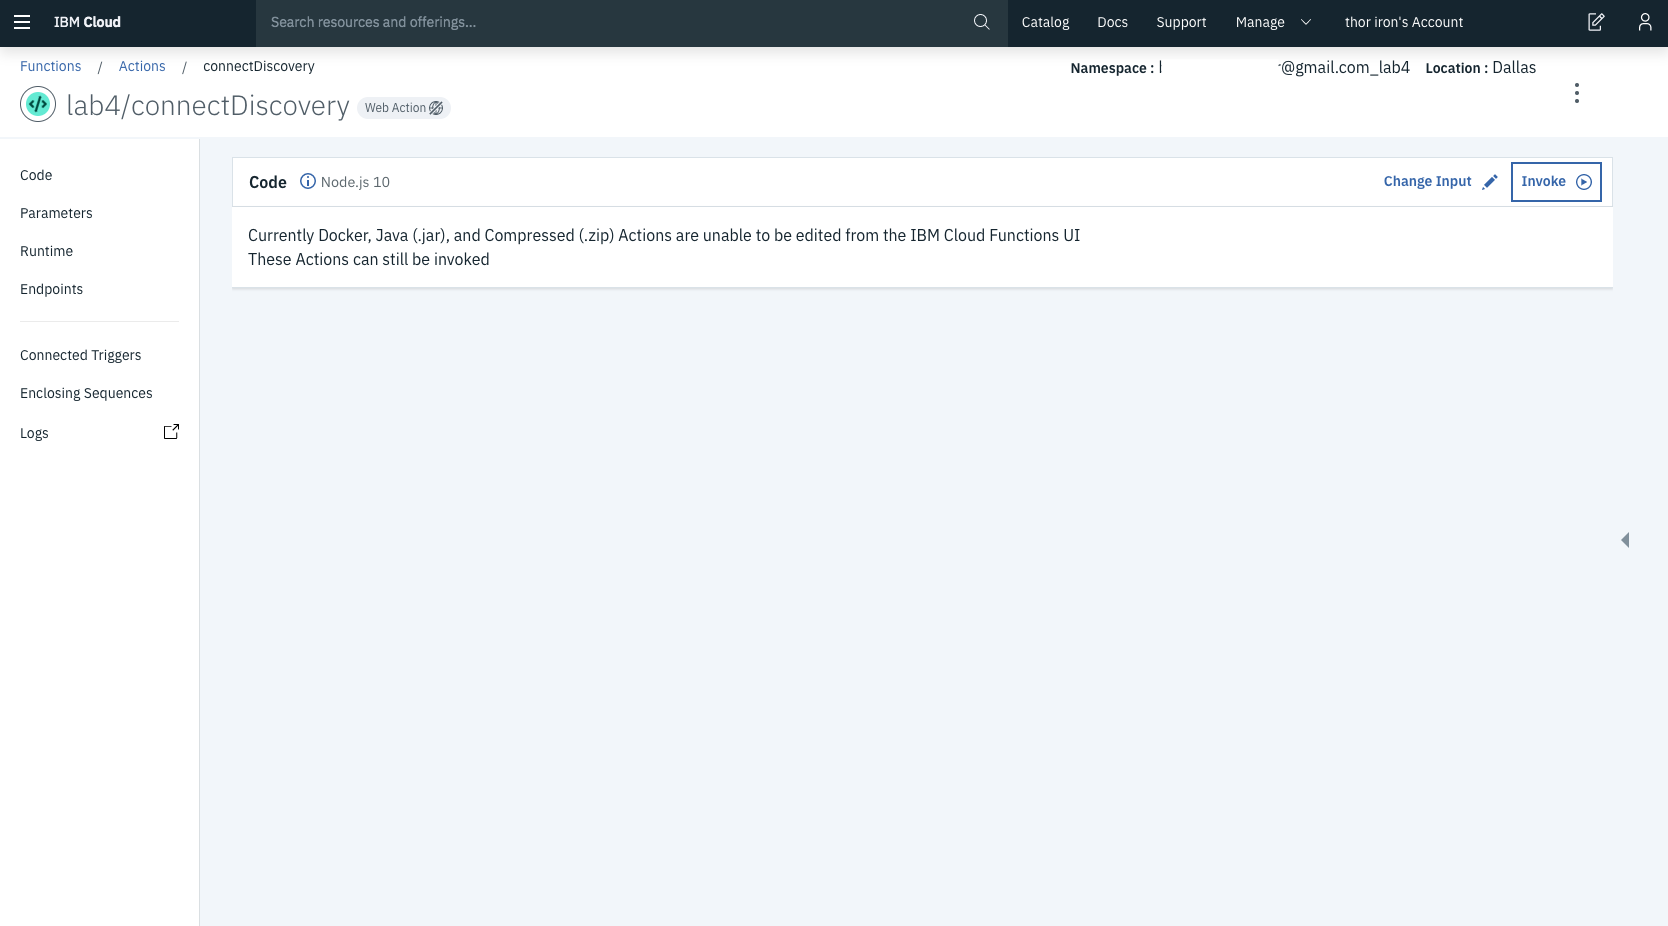 IBM Cloud
Search resources and offerings...
Catalog
Docs
Support
Manage
thor iron's Account
Functions / Actions / connectDiscovery
Namespace : l @gmail.com_lab4 Location : Dallas
lab4/connectDiscovery
Web Action
Code
Parameters
Runtime
Endpoints
Connected Triggers
Enclosing Sequences
Logs
Code
Node.js 10
Change Input
Invoke
Currently Docker, Java (.jar), and Compressed (.zip) Actions are unable to be edited from the IBM Cloud Functions UI
These Actions can still be invoked